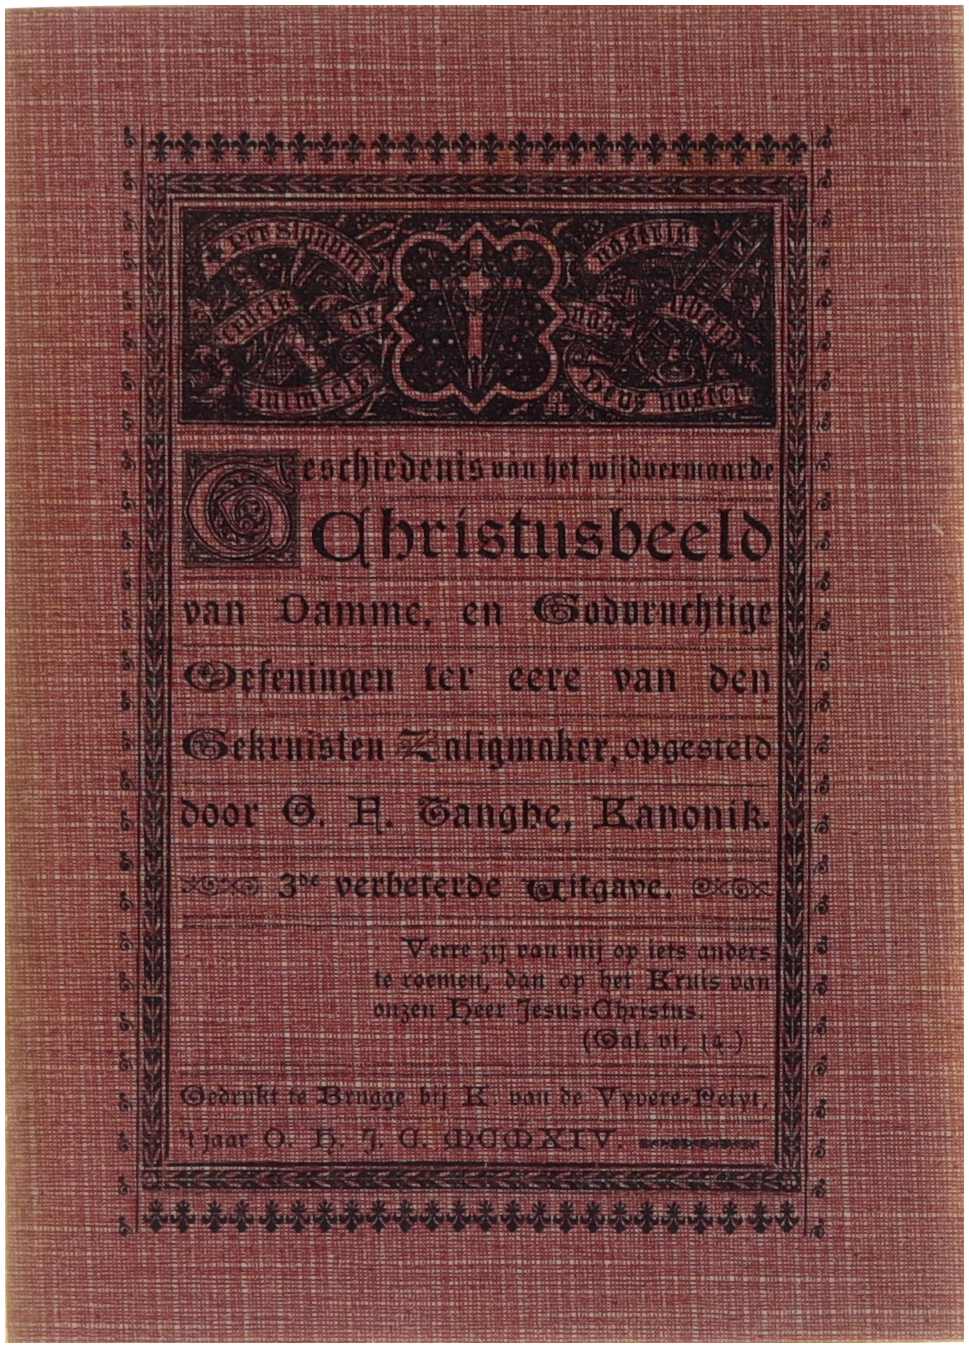 per signum
crucis de
inimicis
nostris
nos libera
Deus noster
Geschiedenis van het wijdvermaarde
Christusbeeld
van Damme, en Godvruchtige
Oefeningen ter eere van den
Gekruisten Zaligmaker, opgesteld
door G. F. Tanghe, Kanonik.
3de verbeterde Uitgave.
Verre zij van mij op iets anders
te roemen, dan op het Kruis van
onzen Heer Jesus-Christus.
(Gal. VI, 14.)
Gedrukt te Brugge bij K. van de Vyvere-Petyt,
't jaar O. H. J. C. MCMXIV.